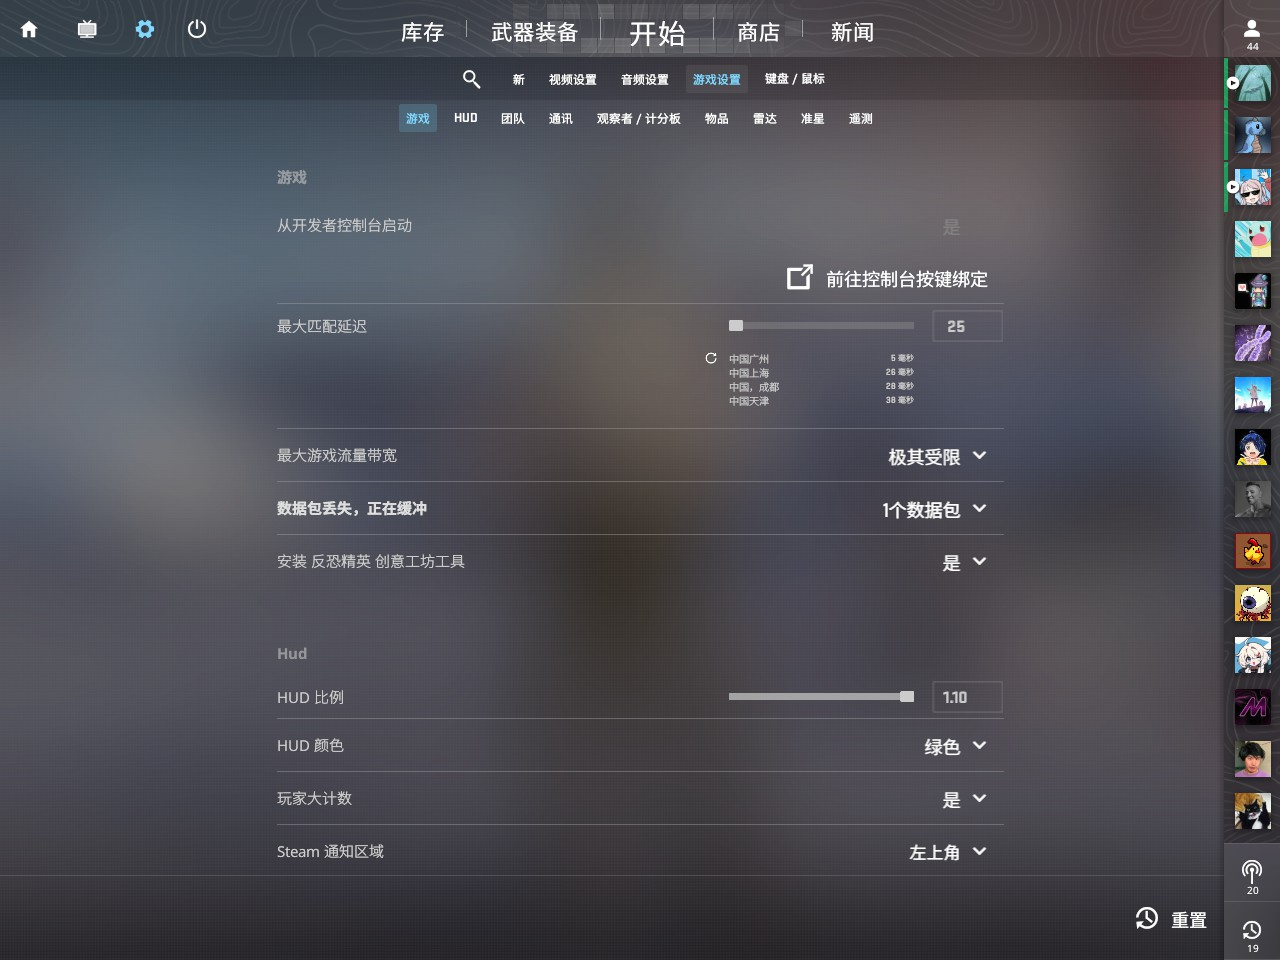 库存
武器装备
开始
商店
新闻
44
新
视频设置
音频设置
游戏设置
键盘 / 鼠标
游戏
HUD
团队
通讯
观察者 / 计分板
物品
雷达
准星
遥测
游戏
从开发者控制台启动
是
前往控制台按键绑定
最大匹配延迟
25
中国广州
5 毫秒
中国上海
26 毫秒
中国，成都
28 毫秒
中国天津
38 毫秒
最大游戏流量带宽
极其受限
数据包丢失，正在缓冲
1个数据包
安装 反恐精英 创意工坊工具
是
Hud
HUD 比例
1.10
HUD 颜色
绿色
玩家大计数
是
Steam 通知区域
左上角
20
重置
19